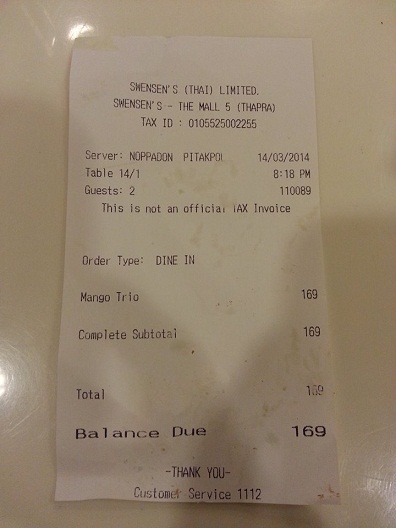 SWENSEN'S (THAI) LIMITED.
SWENSEN'S - THE MALL 5 (THAPRA)
TAX ID : 0105525002255
Server: NOPPADON PITAKPOL 14/03/2014
Table 14/1 8:18 PM
Guests: 2 110089
This is not an official TAX Invoice
Order Type: DINE IN
Mango Trio 169
Complete Subtotal 169
Total 169
Balance Due 169
-THANK YOU-
Customer Service 1112